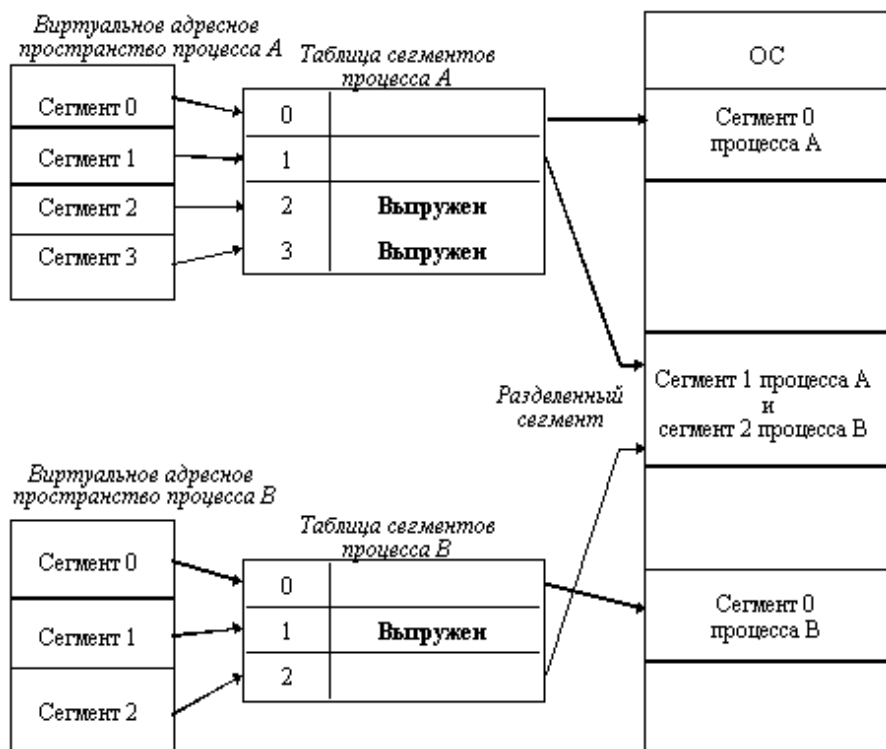 Виртуальное адресное
пространство процесса А
Сегмент 0
Сегмент 1
Сегмент 2
Сегмент 3
Таблица сегментов
процесса А
0
1
2 Выгружен
3 Выгружен
ОС
Сегмент 0
процесса А
Сегмент 1 процесса А
и
сегмент 2 процесса В
Разделенный
сегмент
Виртуальное адресное
пространство процесса В
Сегмент 0
Сегмент 1
Сегмент 2
Таблица сегментов
процесса В
0
1 Выгружен
2
Сегмент 0
процесса В